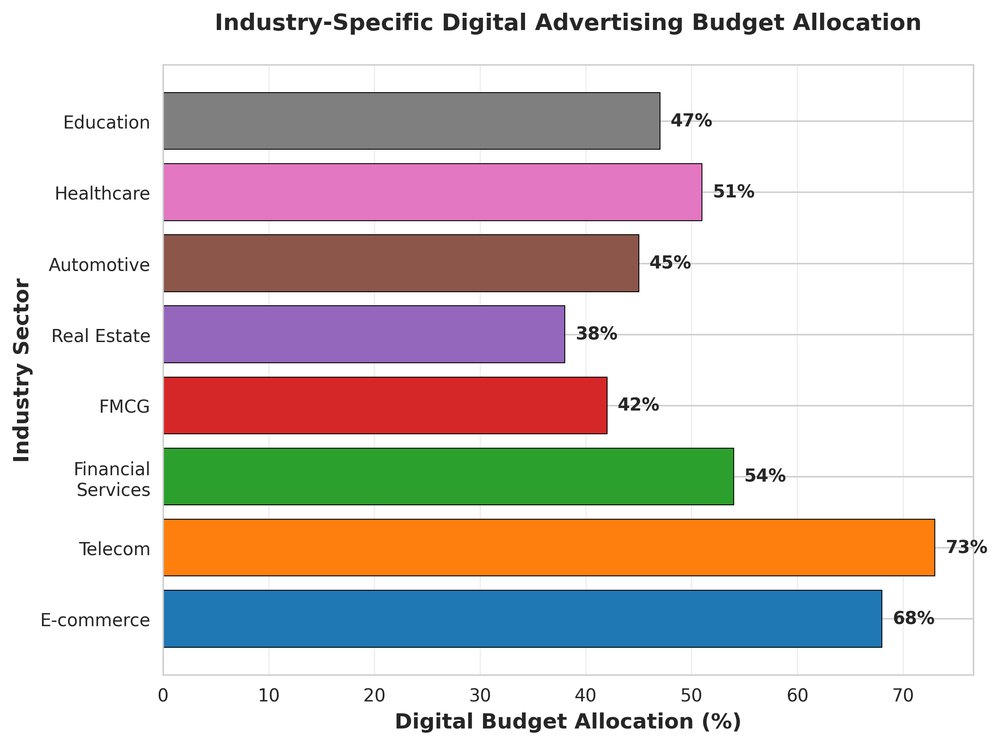 Industry-Specific Digital Advertising Budget Allocation
Industry Sector
Education
47%
Healthcare
51%
Automotive
45%
Real Estate
38%
FMCG
42%
Financial
Services
54%
Telecom
73%
E-commerce
68%
0 10 20 30 40 50 60 70
Digital Budget Allocation (%)